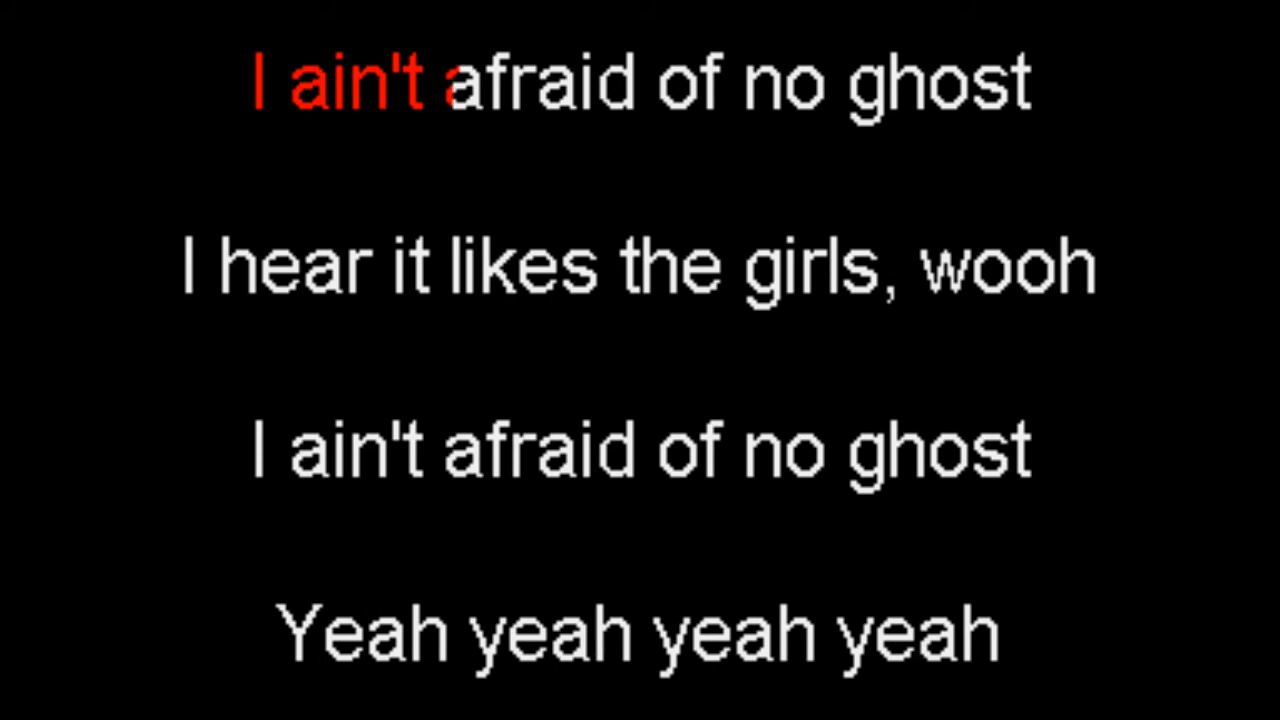 I ain't afraid of no ghost
I hear it likes the girls, wooh
I ain't afraid of no ghost
Yeah yeah yeah yeah